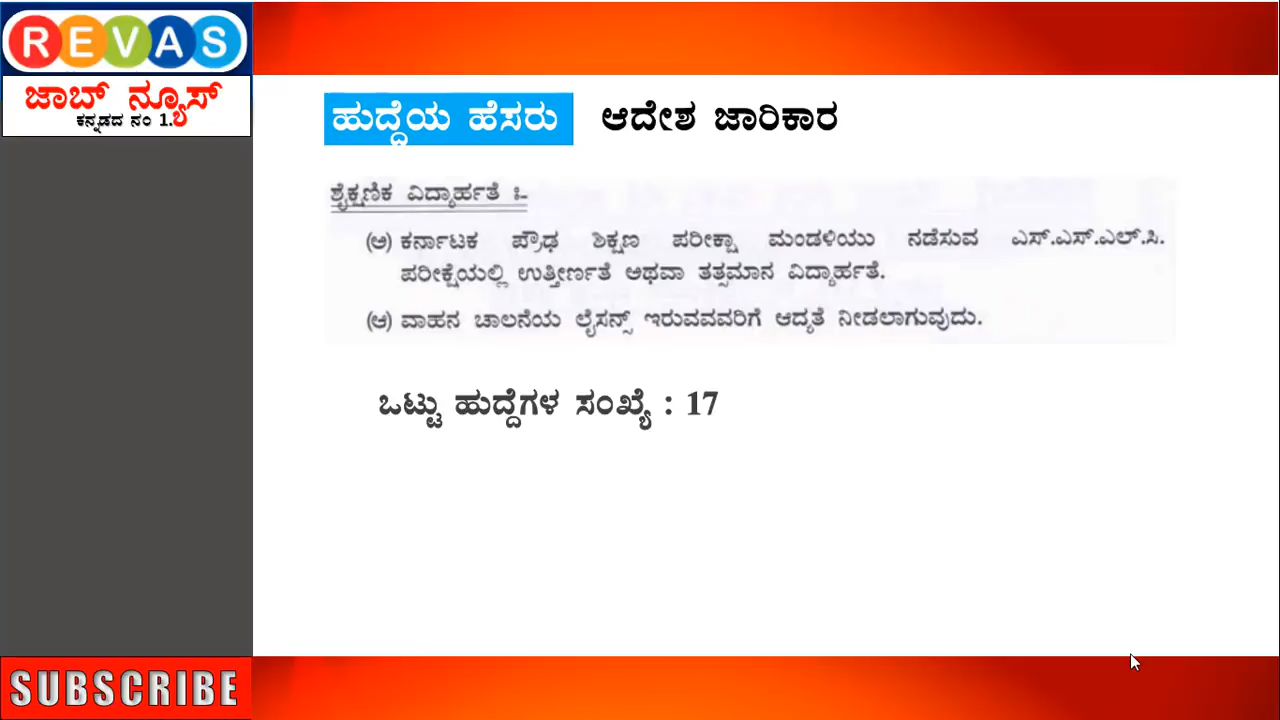 REVAS
ಜಾಬ್ ನ್ಯೂಸ್
ಕನ್ನಡದ ನಂ 1.
ಹುದ್ದೆಯ ಹೆಸರು ಆದೇಶ ಜಾರಿಕಾರ
ಶೈಕ್ಷಣಿಕ ವಿದ್ಯಾರ್ಹತೆ :-
(ಅ) ಕರ್ನಾಟಕ ಪ್ರೌಢ ಶಿಕ್ಷಣ ಪರೀಕ್ಷಾ ಮಂಡಳಿಯು ನಡೆಸುವ ಎಸ್.ಎಸ್.ಎಲ್.ಸಿ.
ಪರೀಕ್ಷೆಯಲ್ಲಿ ಉತ್ತೀರ್ಣತೆ ಅಥವಾ ತತ್ಸಮಾನ ವಿದ್ಯಾರ್ಹತೆ.
(ಆ) ವಾಹನ ಚಾಲನೆಯ ಲೈಸನ್ಸ್ ಇರುವವವರಿಗೆ ಆದ್ಯತೆ ನೀಡಲಾಗುವುದು.
ಒಟ್ಟು ಹುದ್ದೆಗಳ ಸಂಖ್ಯೆ : 17
SUBSCRIBE